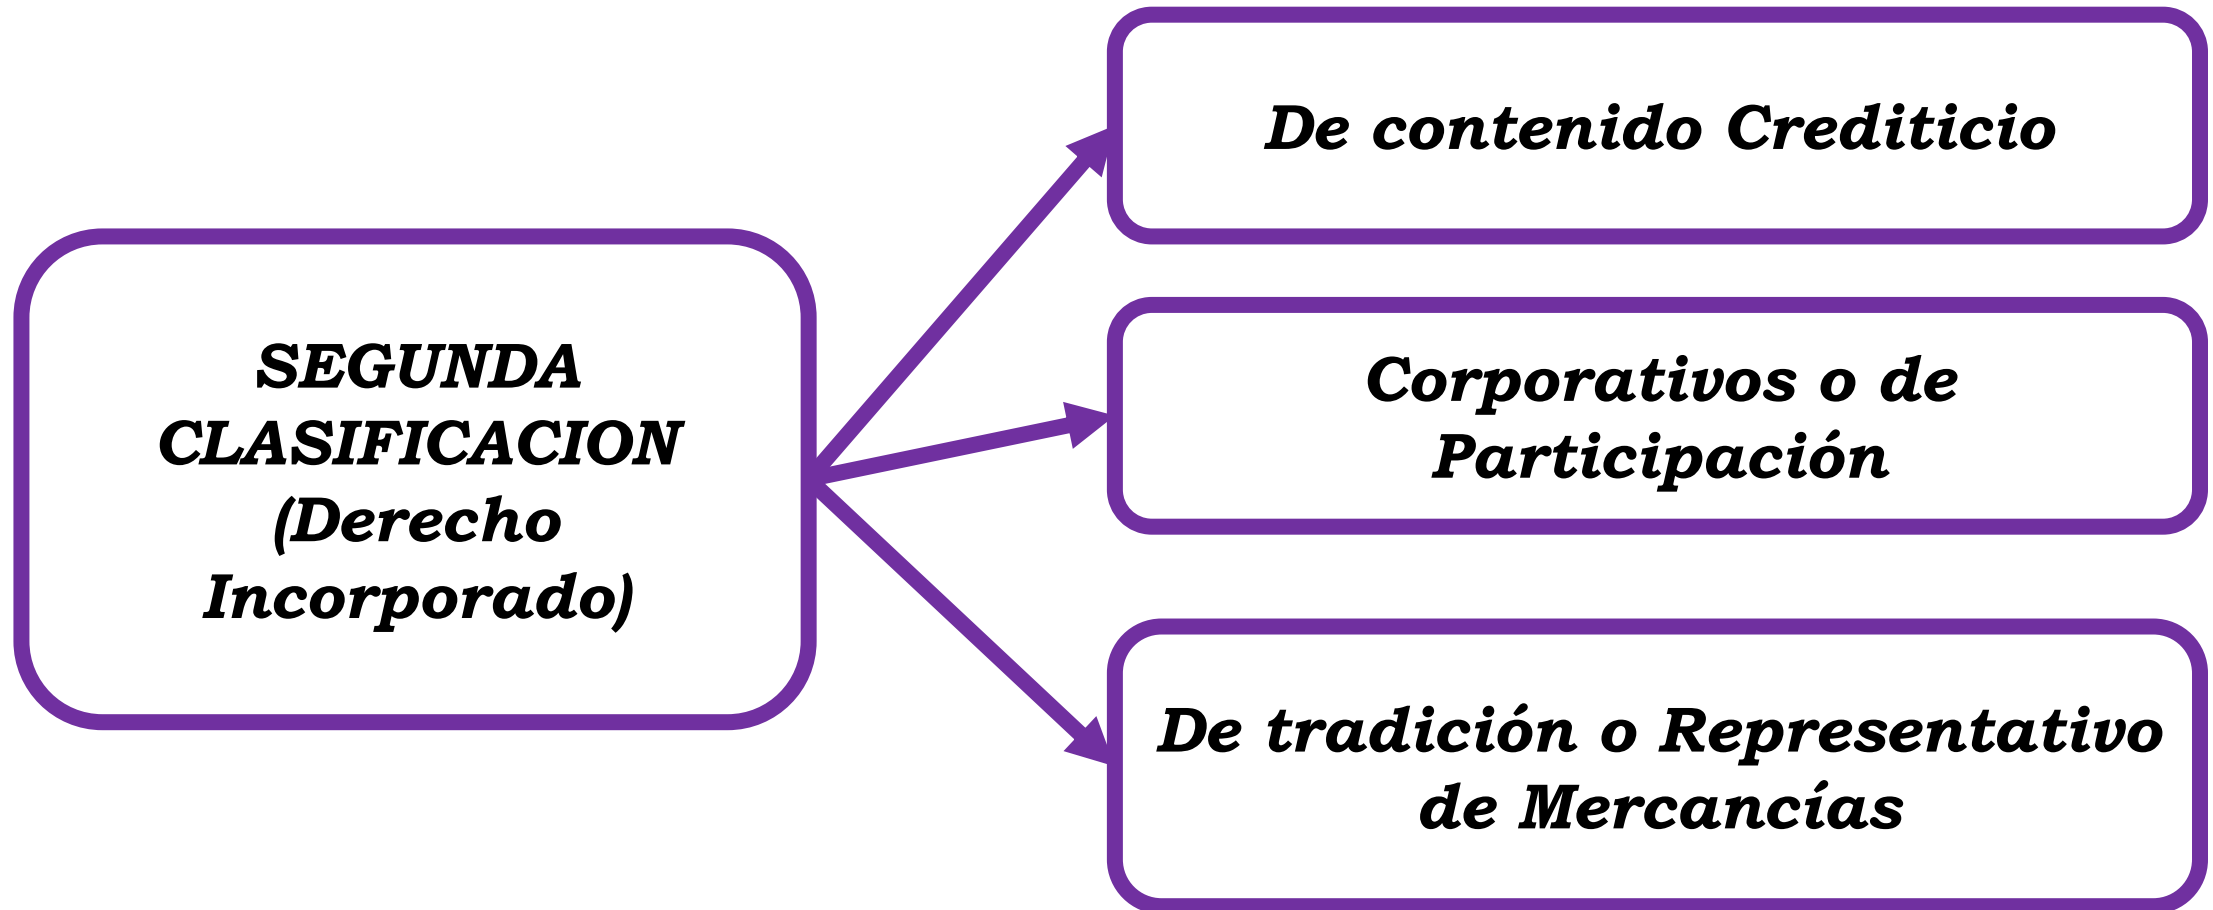 SEGUNDA
CLASIFICACION
(Derecho
Incorporado)
De contenido Crediticio
Corporativos o de
Participación
De tradición o Representativo
de Mercancías